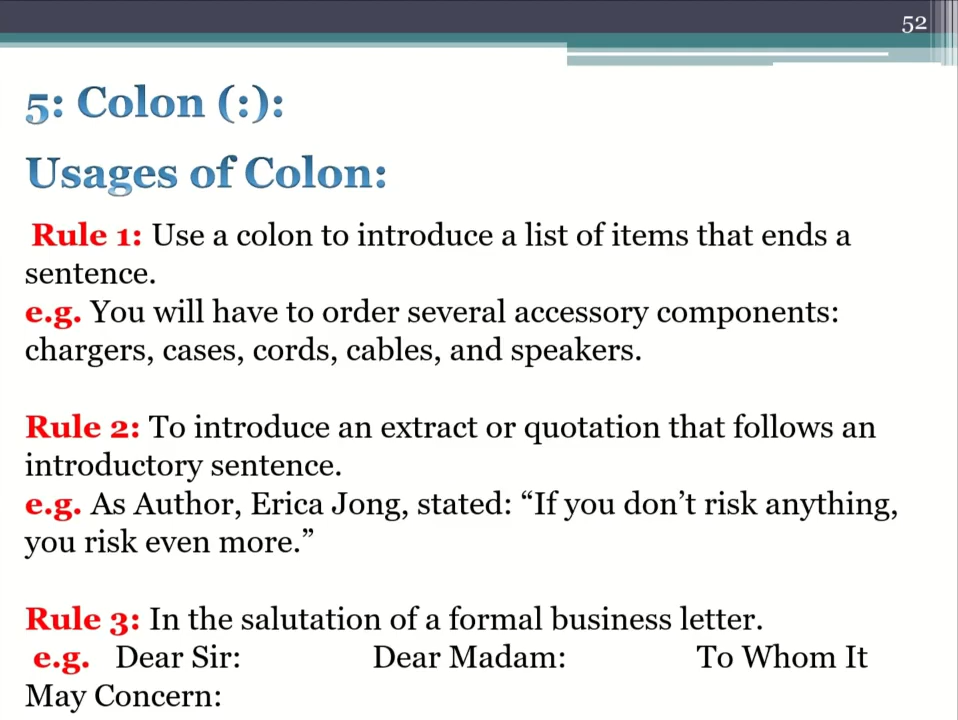 52
5: Colon (:):
Usages of Colon:
Rule 1: Use a colon to introduce a list of items that ends a
sentence.
e.g. You will have to order several accessory components:
chargers, cases, cords, cables, and speakers.
Rule 2: To introduce an extract or quotation that follows an
introductory sentence.
e.g. As Author, Erica Jong, stated: “If you don’t risk anything,
you risk even more.”
Rule 3: In the salutation of a formal business letter.
e.g. Dear Sir: Dear Madam: To Whom It
May Concern: